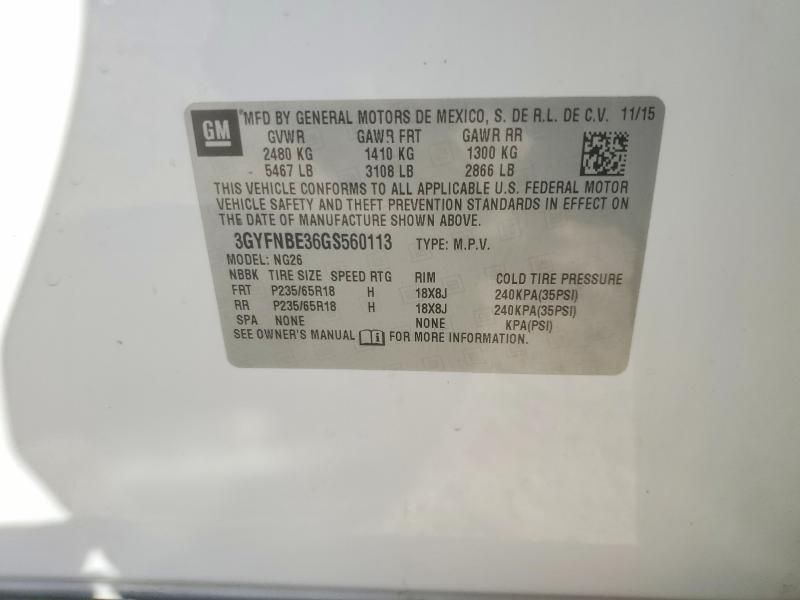 GM MFD BY GENERAL MOTORS DE MEXICO, S. DE R.L. DE C.V. 11/15
GVWR GAWR FRT GAWR RR
2480 KG 1410 KG 1300 KG
5467 LB 3108 LB 2866 LB
THIS VEHICLE CONFORMS TO ALL APPLICABLE U.S. FEDERAL MOTOR
VEHICLE SAFETY AND THEFT PREVENTION STANDARDS IN EFFECT ON
THE DATE OF MANUFACTURE SHOWN ABOVE.
3GYFNBE36GS560113 TYPE: M.P.V.
MODEL: NG26
NBBK TIRE SIZE SPEED RTG RIM COLD TIRE PRESSURE
FRT P235/65R18 H 18X8J 240KPA(35PSI)
RR P235/65R18 H 18X8J 240KPA(35PSI)
SPA NONE NONE KPA(PSI)
SEE OWNER'S MANUAL FOR MORE INFORMATION.